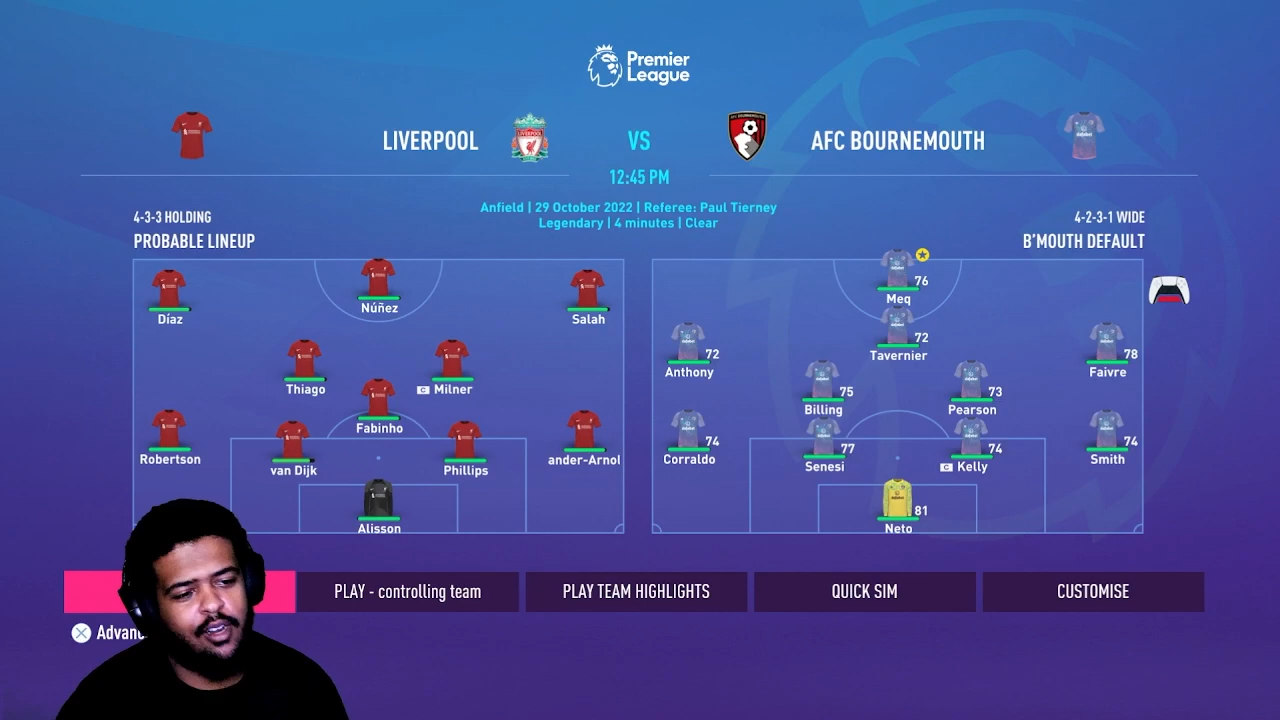 Premier
League
LIVERPOOL
VS
AFC BOURNEMOUTH
12:45 PM
Anfield | 29 October 2022 | Referee: Paul Tierney
Legendary | 4 minutes | Clear
4-3-3 HOLDING
PROBABLE LINEUP
4-2-3-1 WIDE
B'MOUTH DEFAULT
Díaz
Núñez
Salah
Thiago
C Milner
Fabinho
Robertson
van Dijk
Phillips
ander-Arnol
Alisson
76
Meq
72
Tavernier
72
Anthony
78
Faivre
75
Billing
73
Pearson
74
Corraldo
77
Senesi
74
C Kelly
74
Smith
81
Neto
PLAY - controlling team
PLAY TEAM HIGHLIGHTS
QUICK SIM
CUSTOMISE